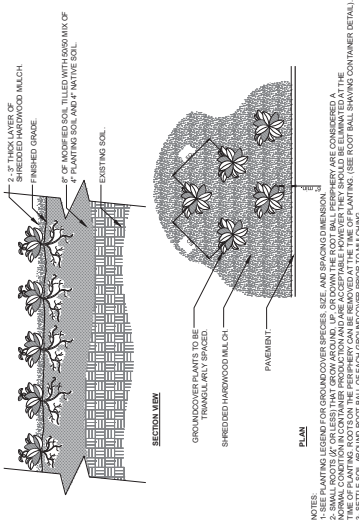 2 - 3" THICK LAYER OF
SHREDDED HARDWOOD MULCH.
FINISHED GRADE.
8" OF MODIFIED SOIL TILLED WITH 50/50 MIX OF
4" PLANTING SOIL AND 4" NATIVE SOIL.
EXISTING SOIL.
SECTION VIEW
GROUNDCOVER PLANTS TO BE
TRIANGULARLY SPACED.
SHREDDED HARDWOOD MULCH.
PAVEMENT
PLAN
NOTES:
1- SEE PLANTING LEGEND FOR GROUNDCOVER SPECIES, SIZE, AND SPACING DIMENSION.
2- SMALL ROOTS (¼" OR LESS) THAT GROW AROUND, UP, OR DOWN THE ROOT BALL PERIPHERY ARE CONSIDERED A
NORMAL CONDITION IN CONTAINER PRODUCTION AND ARE ACCEPTABLE HOWEVER THEY SHOULD BE ELIMINATED AT THE
TIME OF PLANTING. ROOTS ON THE PERIPHERY CAN BE REMOVED AT THE TIME OF PLANTING. (SEE ROOT BALL SHAVING CONTAINER DETAIL).
3- SETTLE SOIL AROUND ROOT BALL OF EACH GROUNDCOVER PRIOR TO MULCHING.